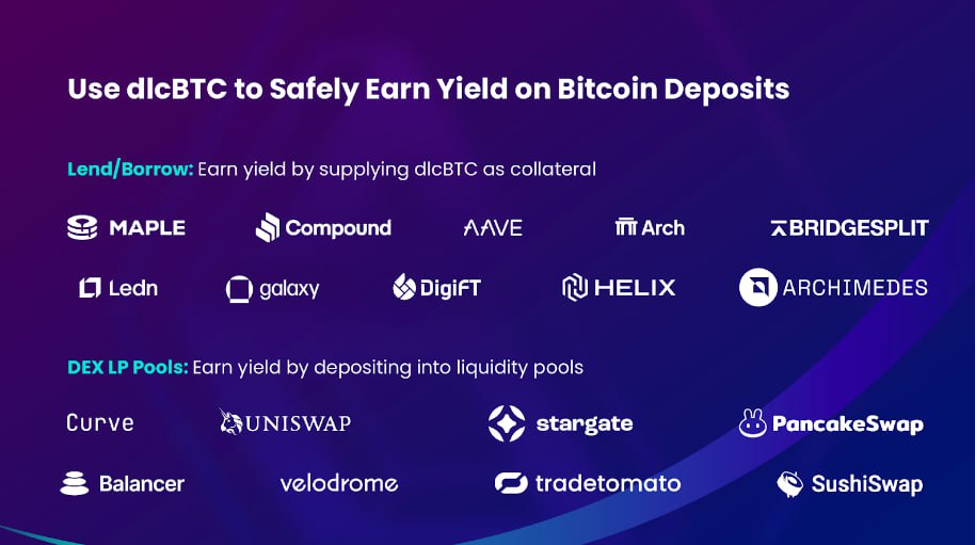 Use dlcBTC to Safely Earn Yield on Bitcoin Deposits
Lend/Borrow: Earn yield by supplying dlcBTC as collateral
MAPLE Compound AAVE Arch BRIDGESPLIT
Ledn galaxy DigiFT HELIX ARCHIMEDES
DEX LP Pools: Earn yield by depositing into liquidity pools
Curve UNISWAP stargate PancakeSwap
Balancer velodrome tradetomato SushiSwap